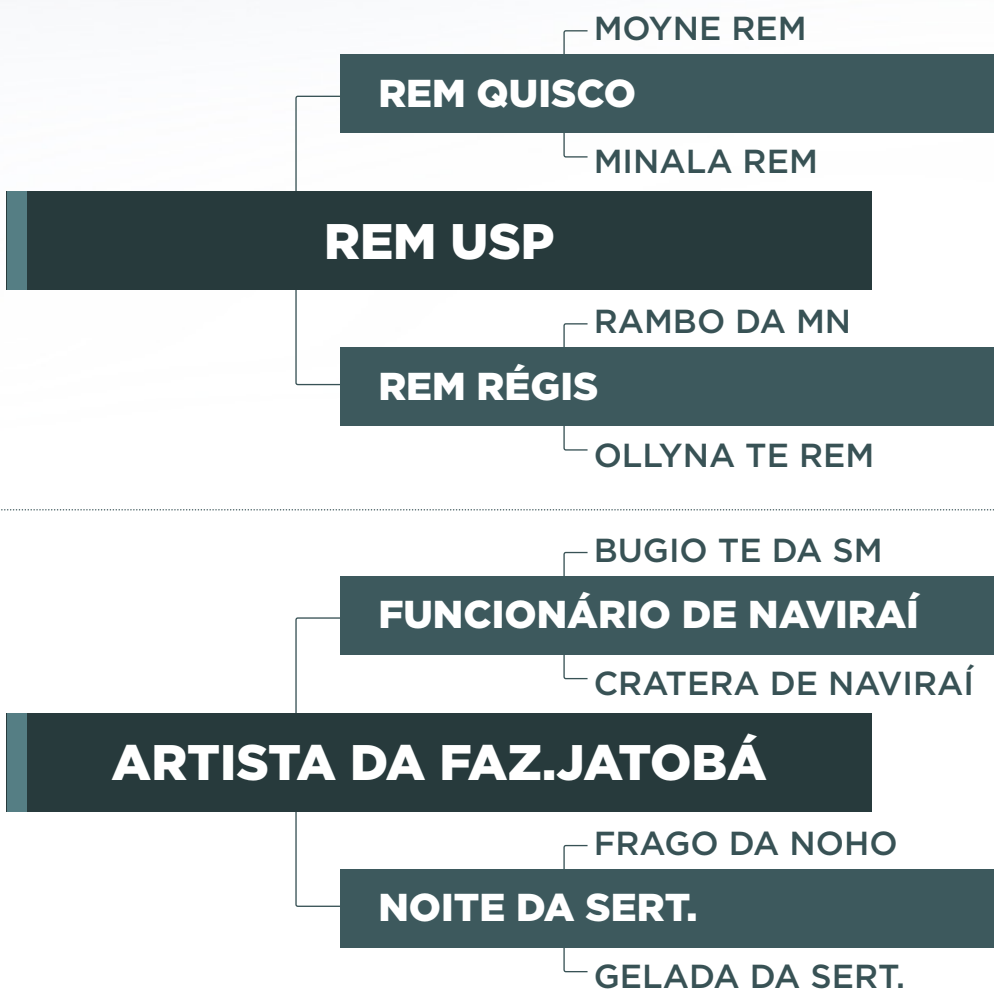 MOYNE REM
REM QUISCO
MINALA REM
REM USP
RAMBO DA MN
REM RÉGIS
OLLYNA TE REM
BUGIO TE DA SM
FUNCIONÁRIO DE NAVIRAÍ
CRATERA DE NAVIRAÍ
ARTISTA DA FAZ.JATOBÁ
FRAGO DA NOHO
NOITE DA SERT.
GELADA DA SERT.